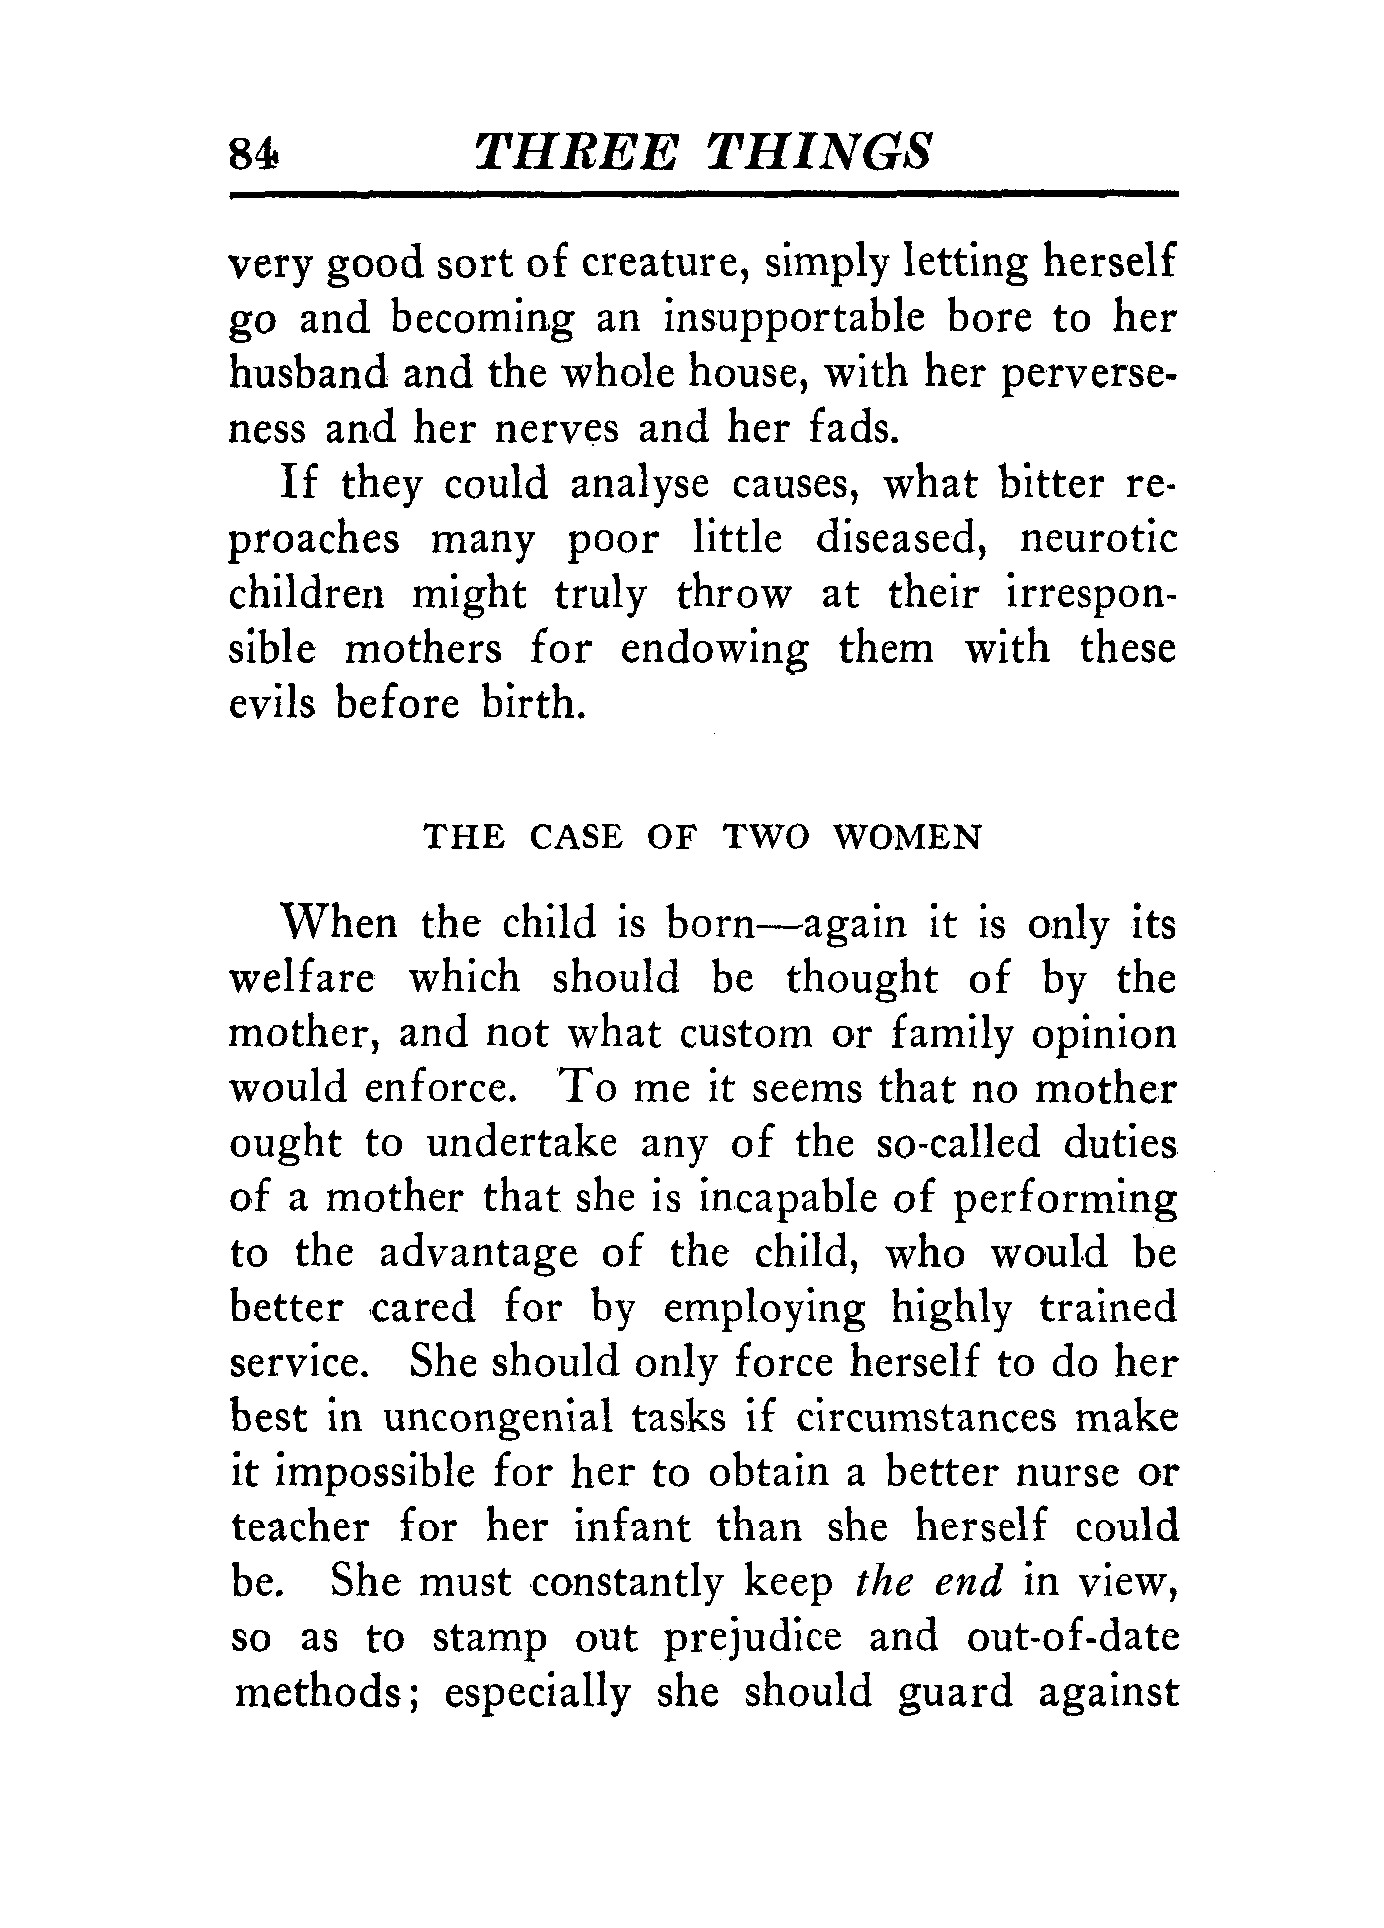 84 THREE THINGS
very good sort of creature, simply letting herself
go and becoming an insupportable bore to her
husband and the whole house, with her perverse-
ness and her nerves and her fads.
If they could analyse causes, what bitter re-
proaches many poor little diseased, neurotic
children might truly throw at their irrespon-
sible mothers for endowing them with these
evils before birth.
THE CASE OF TWO WOMEN
When the child is born—again it is only its
welfare which should be thought of by the
mother, and not what custom or family opinion
would enforce. To me it seems that no mother
ought to undertake any of the so-called duties
of a mother that she is incapable of performing
to the advantage of the child, who would be
better cared for by employing highly trained
service. She should only force herself to do her
best in uncongenial tasks if circumstances make
it impossible for her to obtain a better nurse or
teacher for her infant than she herself could
be. She must constantly keep the end in view,
so as to stamp out prejudice and out-of-date
methods; especially she should guard against